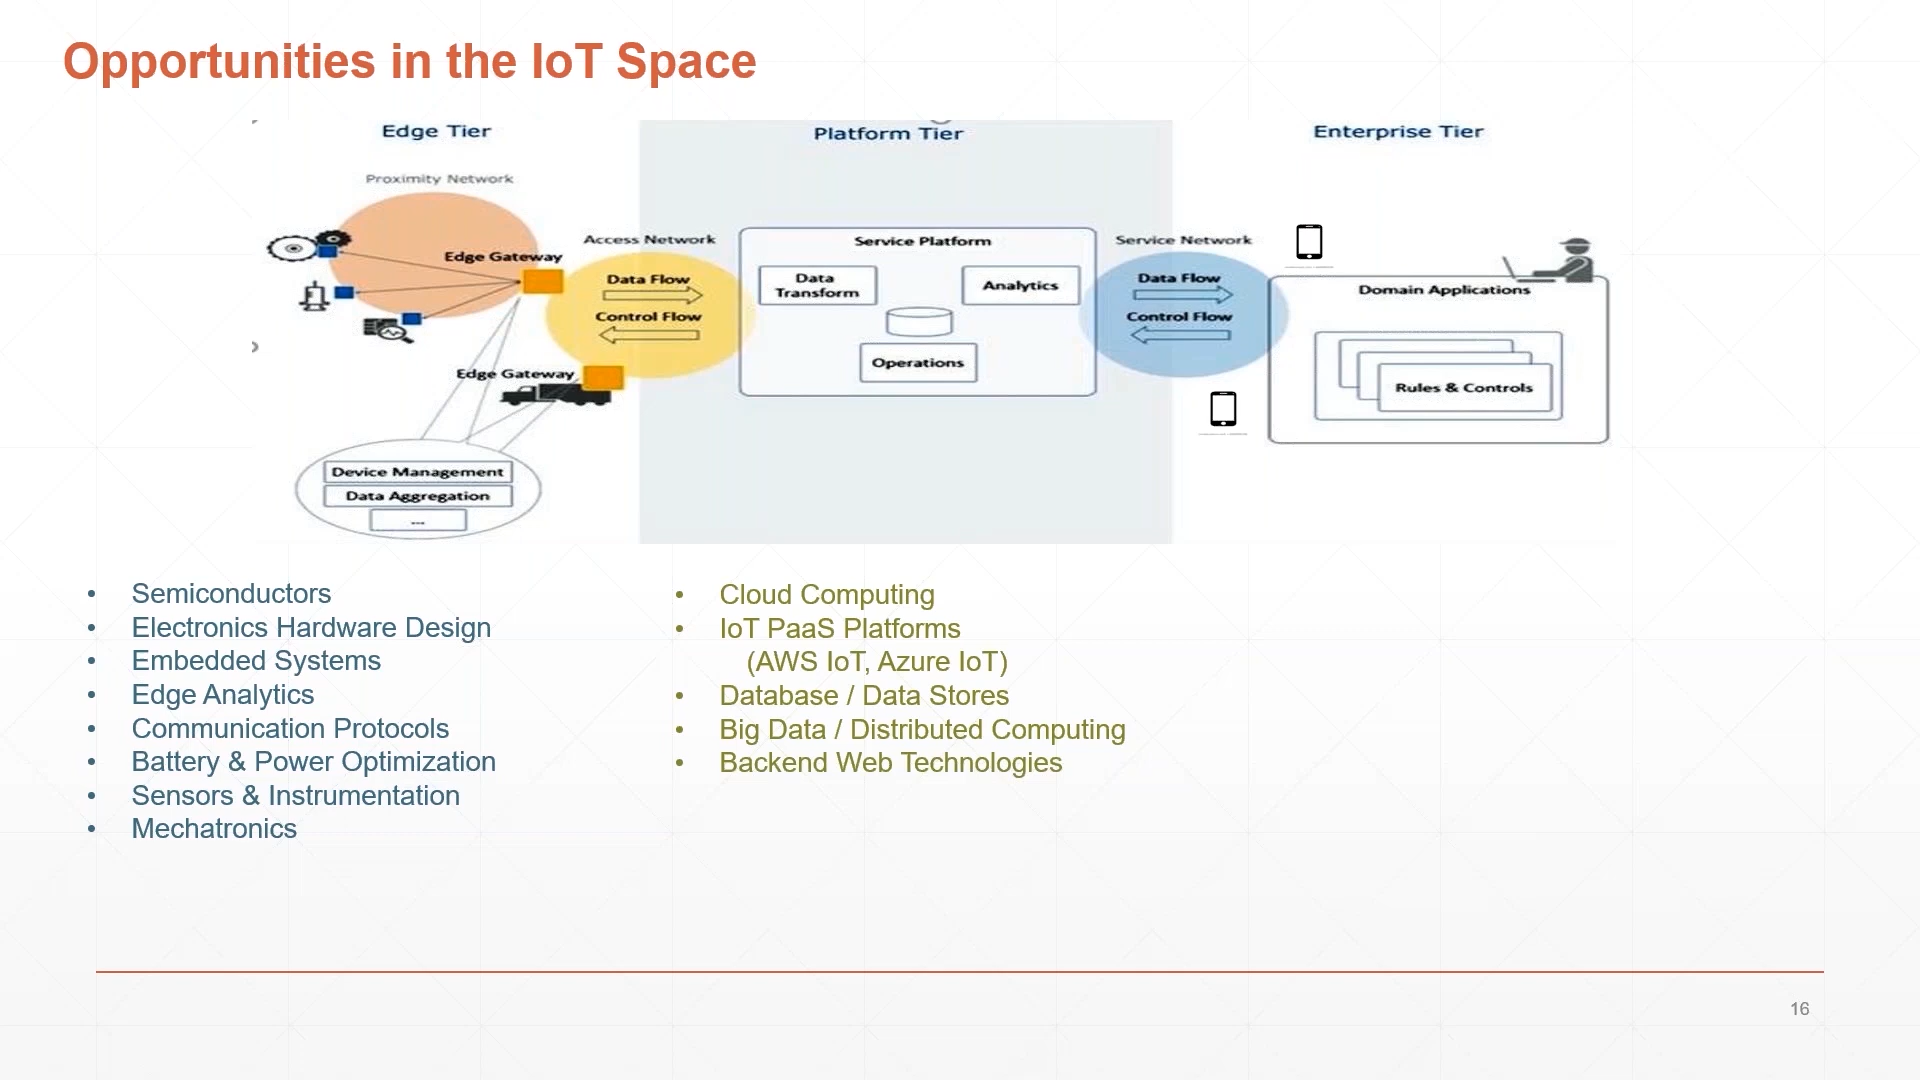 Opportunities in the IoT Space
Edge Tier
Platform Tier
Enterprise Tier
Proximity Network
Edge Gateway
Access Network
Data Flow
Control Flow
Edge Gateway
Device Management
Data Aggregation
...
Service Platform
Data
Transform
Analytics
Operations
Service Network
Data Flow
Control Flow
Domain Applications
Rules & Controls
• Semiconductors
• Electronics Hardware Design
• Embedded Systems
• Edge Analytics
• Communication Protocols
• Battery & Power Optimization
• Sensors & Instrumentation
• Mechatronics
• Cloud Computing
• IoT PaaS Platforms
(AWS IoT, Azure IoT)
• Database / Data Stores
• Big Data / Distributed Computing
• Backend Web Technologies
16